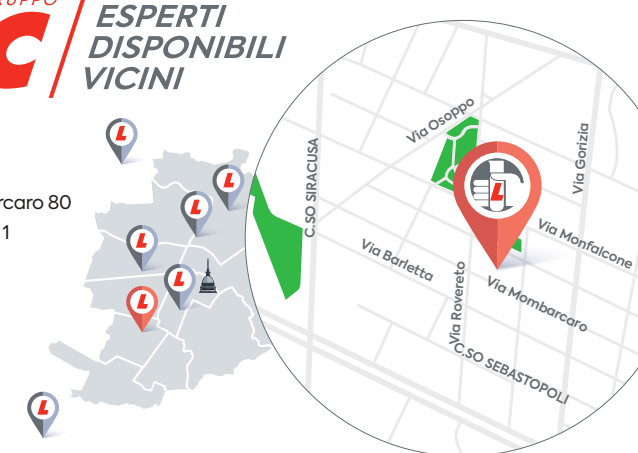 ESPERTI
DISPONIBILI
VICINI
rcaro 80
1
Via Osoppo
C.SO SIRACUSA
Via Gorizia
Via Monfalcone
Via Barletta
Via Rovereto
Via Mombarcaro
C.SO SEBASTOPOLI
L
L
L
L
L
L
L
L